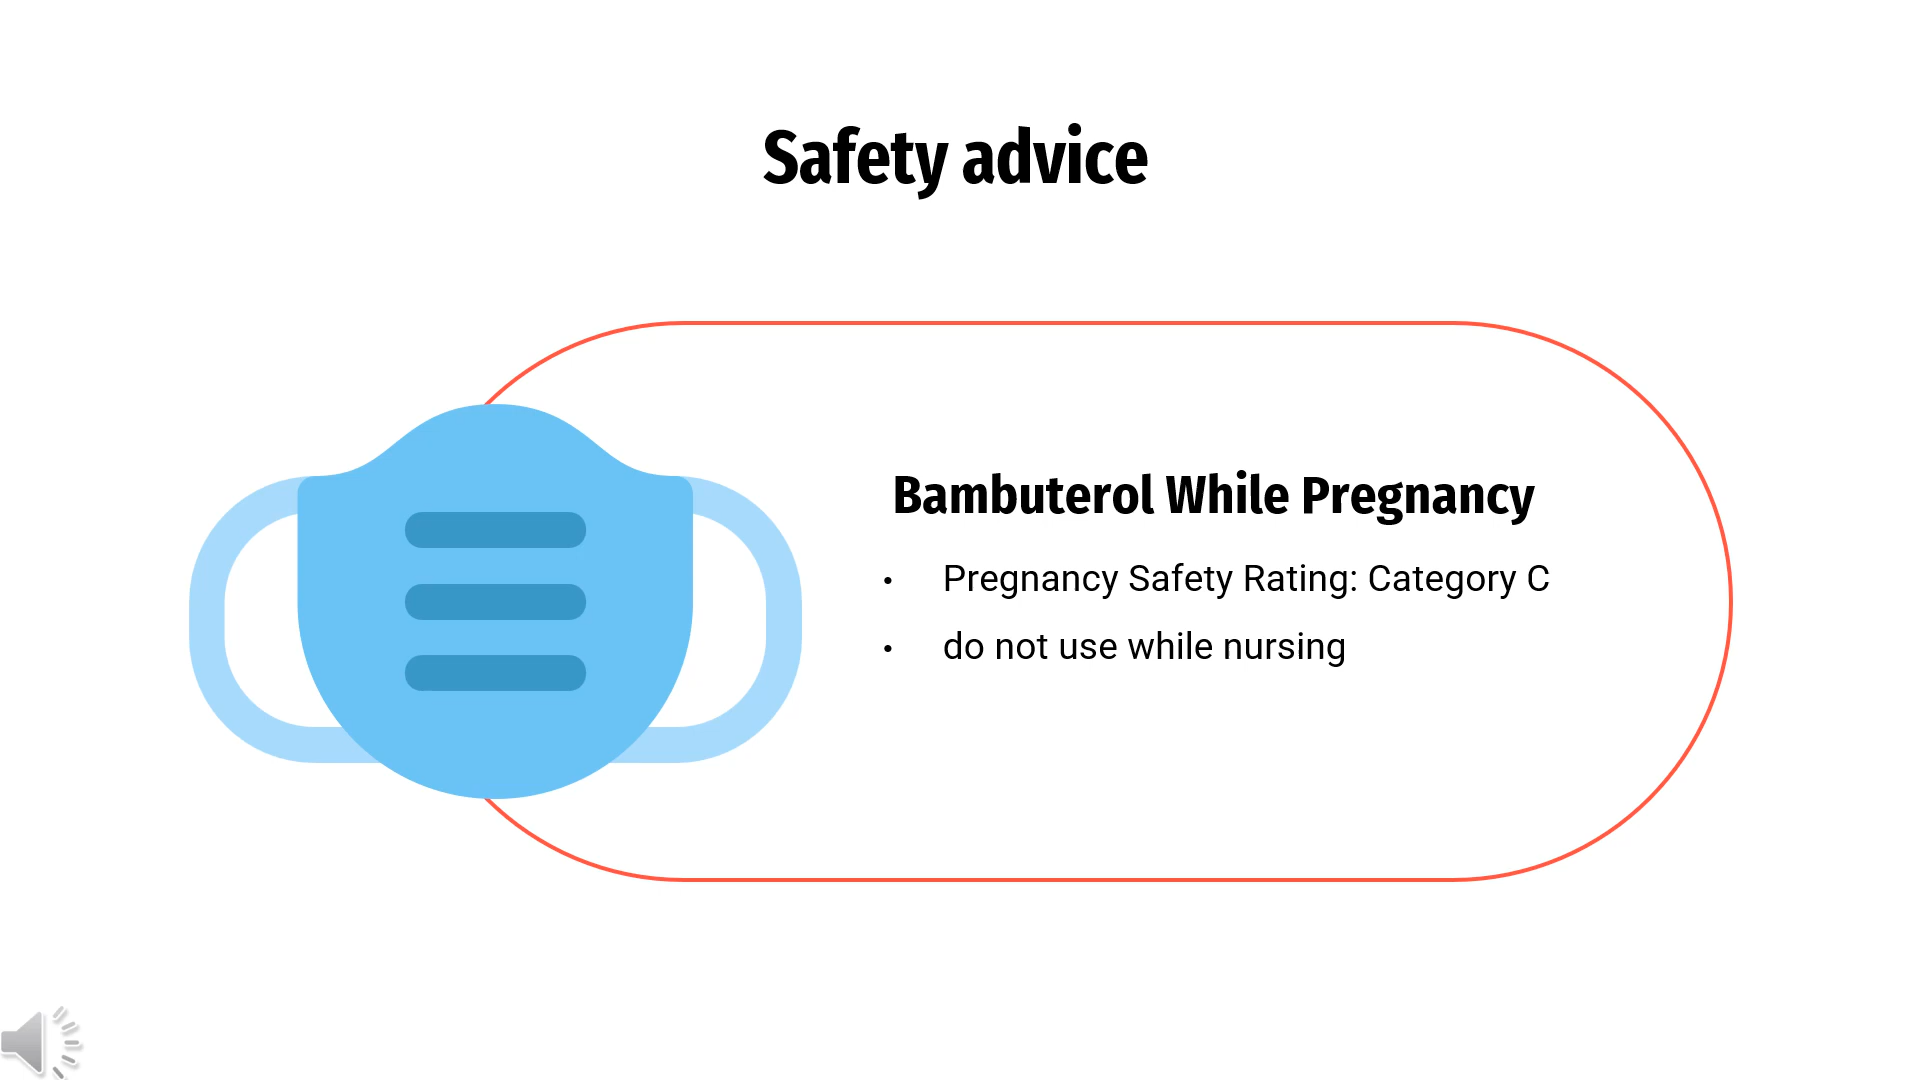 Safety advice
Bambuterol While Pregnancy
• Pregnancy Safety Rating: Category C
• do not use while nursing